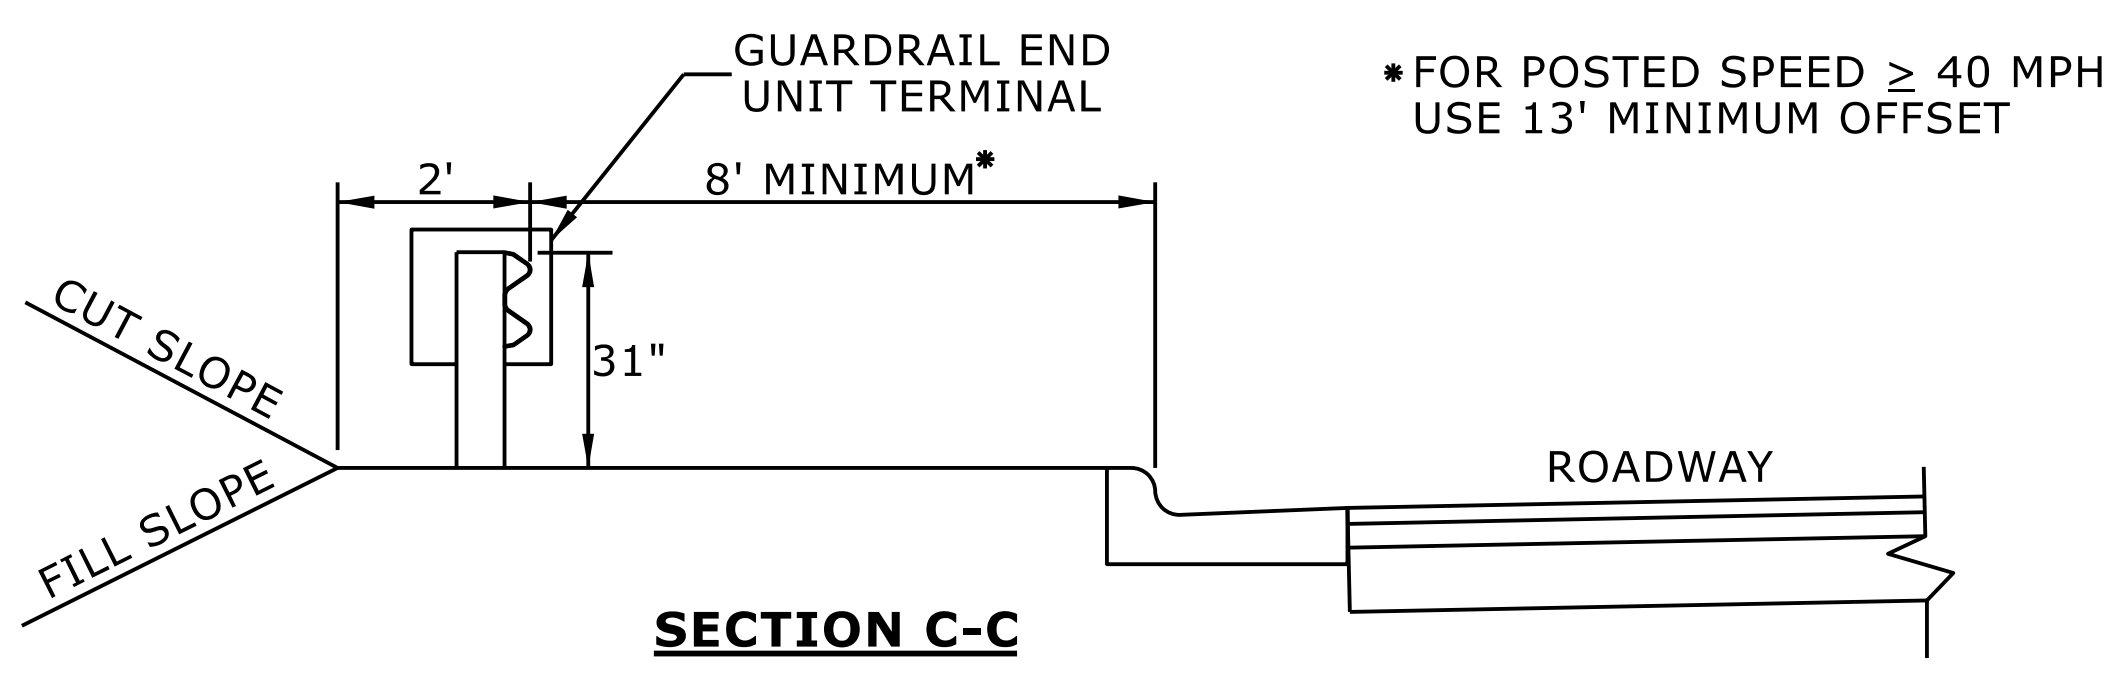 GUARDRAIL END
UNIT TERMINAL
* FOR POSTED SPEED ≥ 40 MPH
USE 13' MINIMUM OFFSET
2'
8' MINIMUM*
31"
CUT SLOPE
FILL SLOPE
ROADWAY
SECTION C-C